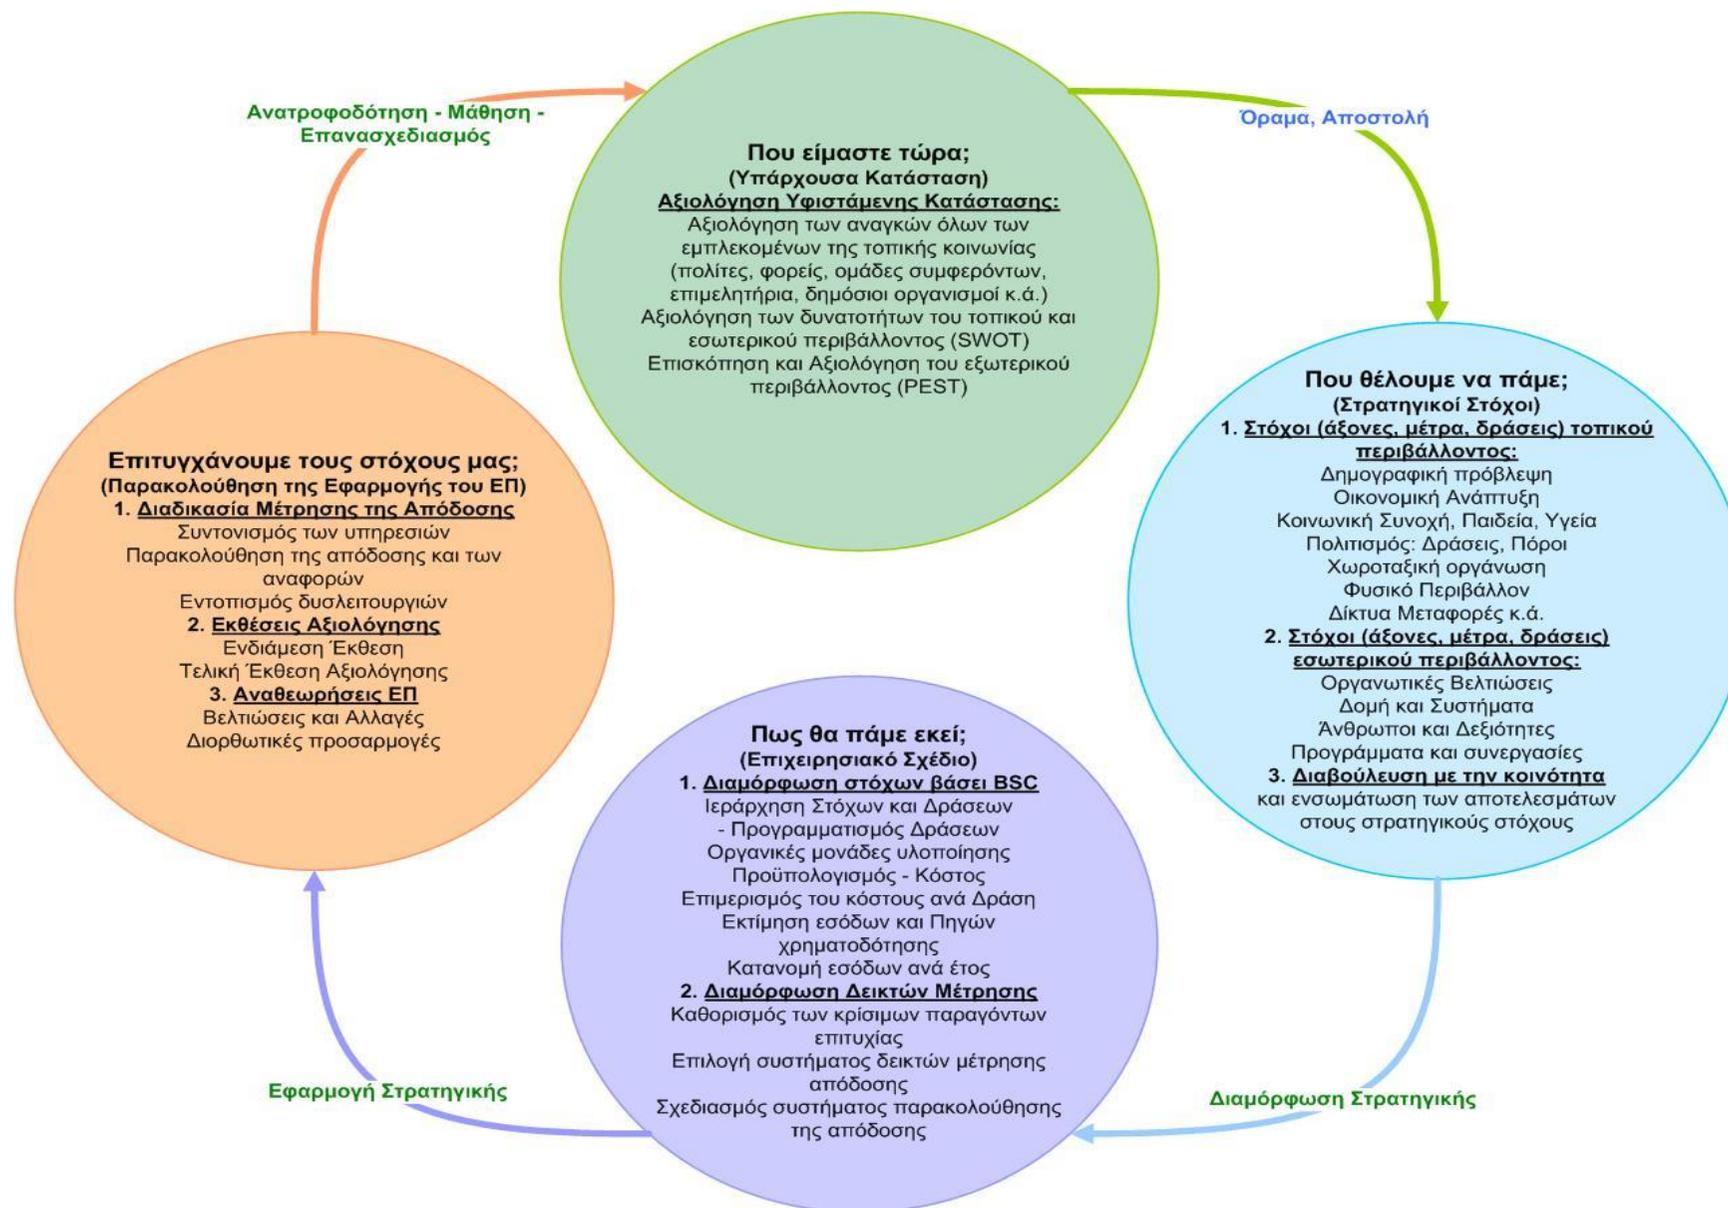 Ανατροφοδότηση - Μάθηση -
Επανασχεδιασμός
Που είμαστε τώρα;
(Υπάρχουσα Κατάσταση)
Αξιολόγηση Υφιστάμενης Κατάστασης:
Αξιολόγηση των αναγκών όλων των
εμπλεκομένων της τοπικής κοινωνίας
(πολίτες, φορείς, ομάδες συμφερόντων,
επιμελητήρια, δημόσιοι οργανισμοί κ.ά.)
Αξιολόγηση των δυνατοτήτων του τοπικού και
εσωτερικού περιβάλλοντος (SWOT)
Επισκόπηση και Αξιολόγηση του εξωτερικού
περιβάλλοντος (PEST)
Όραμα, Αποστολή
Που θέλουμε να πάμε;
(Στρατηγικοί Στόχοι)
1. Στόχοι (άξονες, μέτρα, δράσεις) τοπικού
περιβάλλοντος:
Δημογραφική πρόβλεψη
Οικονομική Ανάπτυξη
Κοινωνική Συνοχή, Παιδεία, Υγεία
Πολιτισμός: Δράσεις, Πόροι
Χωροταξική οργάνωση
Φυσικό Περιβάλλον
Δίκτυα Μεταφορές κ.ά.
2. Στόχοι (άξονες, μέτρα, δράσεις)
εσωτερικού περιβάλλοντος:
Οργανωτικές Βελτιώσεις
Δομή και Συστήματα
Άνθρωποι και Δεξιότητες
Προγράμματα και συνεργασίες
3. Διαβούλευση με την κοινότητα
και ενσωμάτωση των αποτελεσμάτων
στους στρατηγικούς στόχους
Διαμόρφωση Στρατηγικής
Πως θα πάμε εκεί;
(Επιχειρησιακό Σχέδιο)
1. Διαμόρφωση στόχων βάσει BSC
Ιεράρχηση Στόχων και Δράσεων
- Προγραμματισμός Δράσεων
Οργανικές μονάδες υλοποίησης
Προϋπολογισμός - Κόστος
Επιμερισμός του κόστους ανά Δράση
Εκτίμηση εσόδων και Πηγών
χρηματοδότησης
Κατανομή εσόδων ανά έτος
2. Διαμόρφωση Δεικτών Μέτρησης
Καθορισμός των κρίσιμων παραγόντων
επιτυχίας
Επιλογή συστήματος δεικτών μέτρησης
απόδοσης
Σχεδιασμός συστήματος παρακολούθησης
της απόδοσης
Εφαρμογή Στρατηγικής
Επιτυγχάνουμε τους στόχους μας;
(Παρακολούθηση της Εφαρμογής του ΕΠ)
1. Διαδικασία Μέτρησης της Απόδοσης
Συντονισμός των υπηρεσιών
Παρακολούθηση της απόδοσης και των
αναφορών
Εντοπισμός δυσλειτουργιών
2. Εκθέσεις Αξιολόγησης
Ενδιάμεση Έκθεση
Τελική Έκθεση Αξιολόγησης
3. Αναθεωρήσεις ΕΠ
Βελτιώσεις και Αλλαγές
Διορθωτικές προσαρμογές